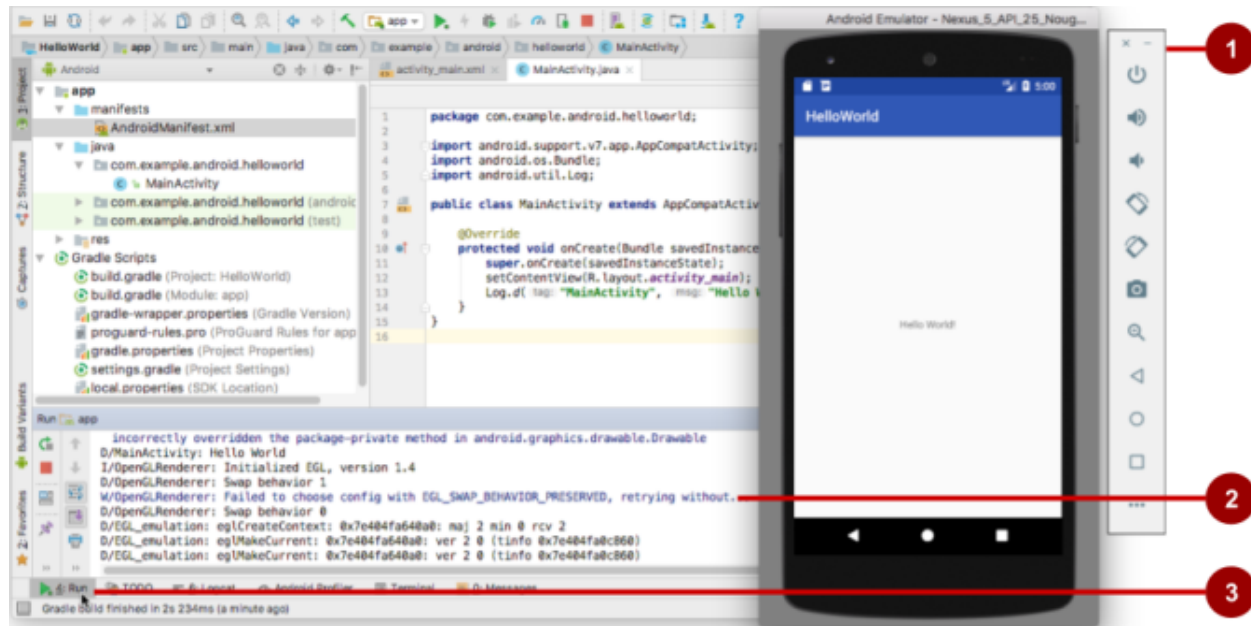 Android Emulator - Nexus_5_API_25_Noug...
app
HelloWorld app src main java com example android helloworld MainActivity
Android
activity_main.xml
MainActivity.java
1: Project
2: Structure
Captures
Build Variants
2: Favorites
app
manifests
AndroidManifest.xml
java
com.example.android.helloworld
MainActivity
com.example.android.helloworld (androic
com.example.android.helloworld (test)
res
Gradle Scripts
build.gradle (Project: HelloWorld)
build.gradle (Module: app)
gradle-wrapper.properties (Gradle Version)
proguard-rules.pro (ProGuard Rules for app
gradle.properties (Project Properties)
settings.gradle (Project Settings)
local.properties (SDK Location)
1 package com.example.android.helloworld;
2
3 import android.support.v7.app.AppCompatActivity;
4 import android.os.Bundle;
5 import android.util.Log;
6
7 public class MainActivity extends AppCompatActiv
8
9 @Override
10 protected void onCreate(Bundle savedInstance
11 super.onCreate(savedInstanceState);
12 setContentView(R.layout.activity_main);
13 Log.d( tag: "MainActivity", msg: "Hello W
14 }
15 }
16
5:00
HelloWorld
Hello World!
Run app
incorrectly overridden the package-private method in android.graphics.drawable.Drawable
D/MainActivity: Hello World
I/OpenGLRenderer: Initialized EGL, version 1.4
D/OpenGLRenderer: Swap behavior 1
W/OpenGLRenderer: Failed to choose config with EGL_SWAP_BEHAVIOR_PRESERVED, retrying without...
D/OpenGLRenderer: Swap behavior 0
D/EGL_emulation: eglCreateContext: 0x7e404fa640a0: maj 2 min 0 rcv 2
D/EGL_emulation: eglMakeCurrent: 0x7e404fa640a0: ver 2 0 (tinfo 0x7e404fa0c860)
D/EGL_emulation: eglMakeCurrent: 0x7e404fa640a0: ver 2 0 (tinfo 0x7e404fa0c860)
4: Run TODO 6: Logcat Android Profiler Terminal 0: Messages
Gradle build finished in 2s 234ms (a minute ago)
1
2
3